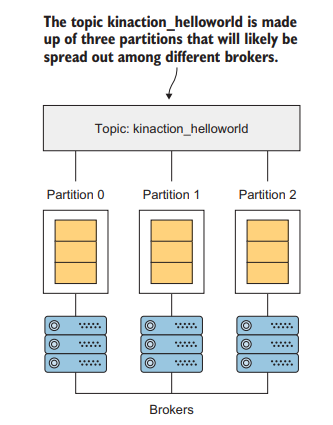 The topic kinaction_helloworld is made
up of three partitions that will likely be
spread out among different brokers.
Topic: kinaction_helloworld
Partition 0 Partition 1 Partition 2
Brokers